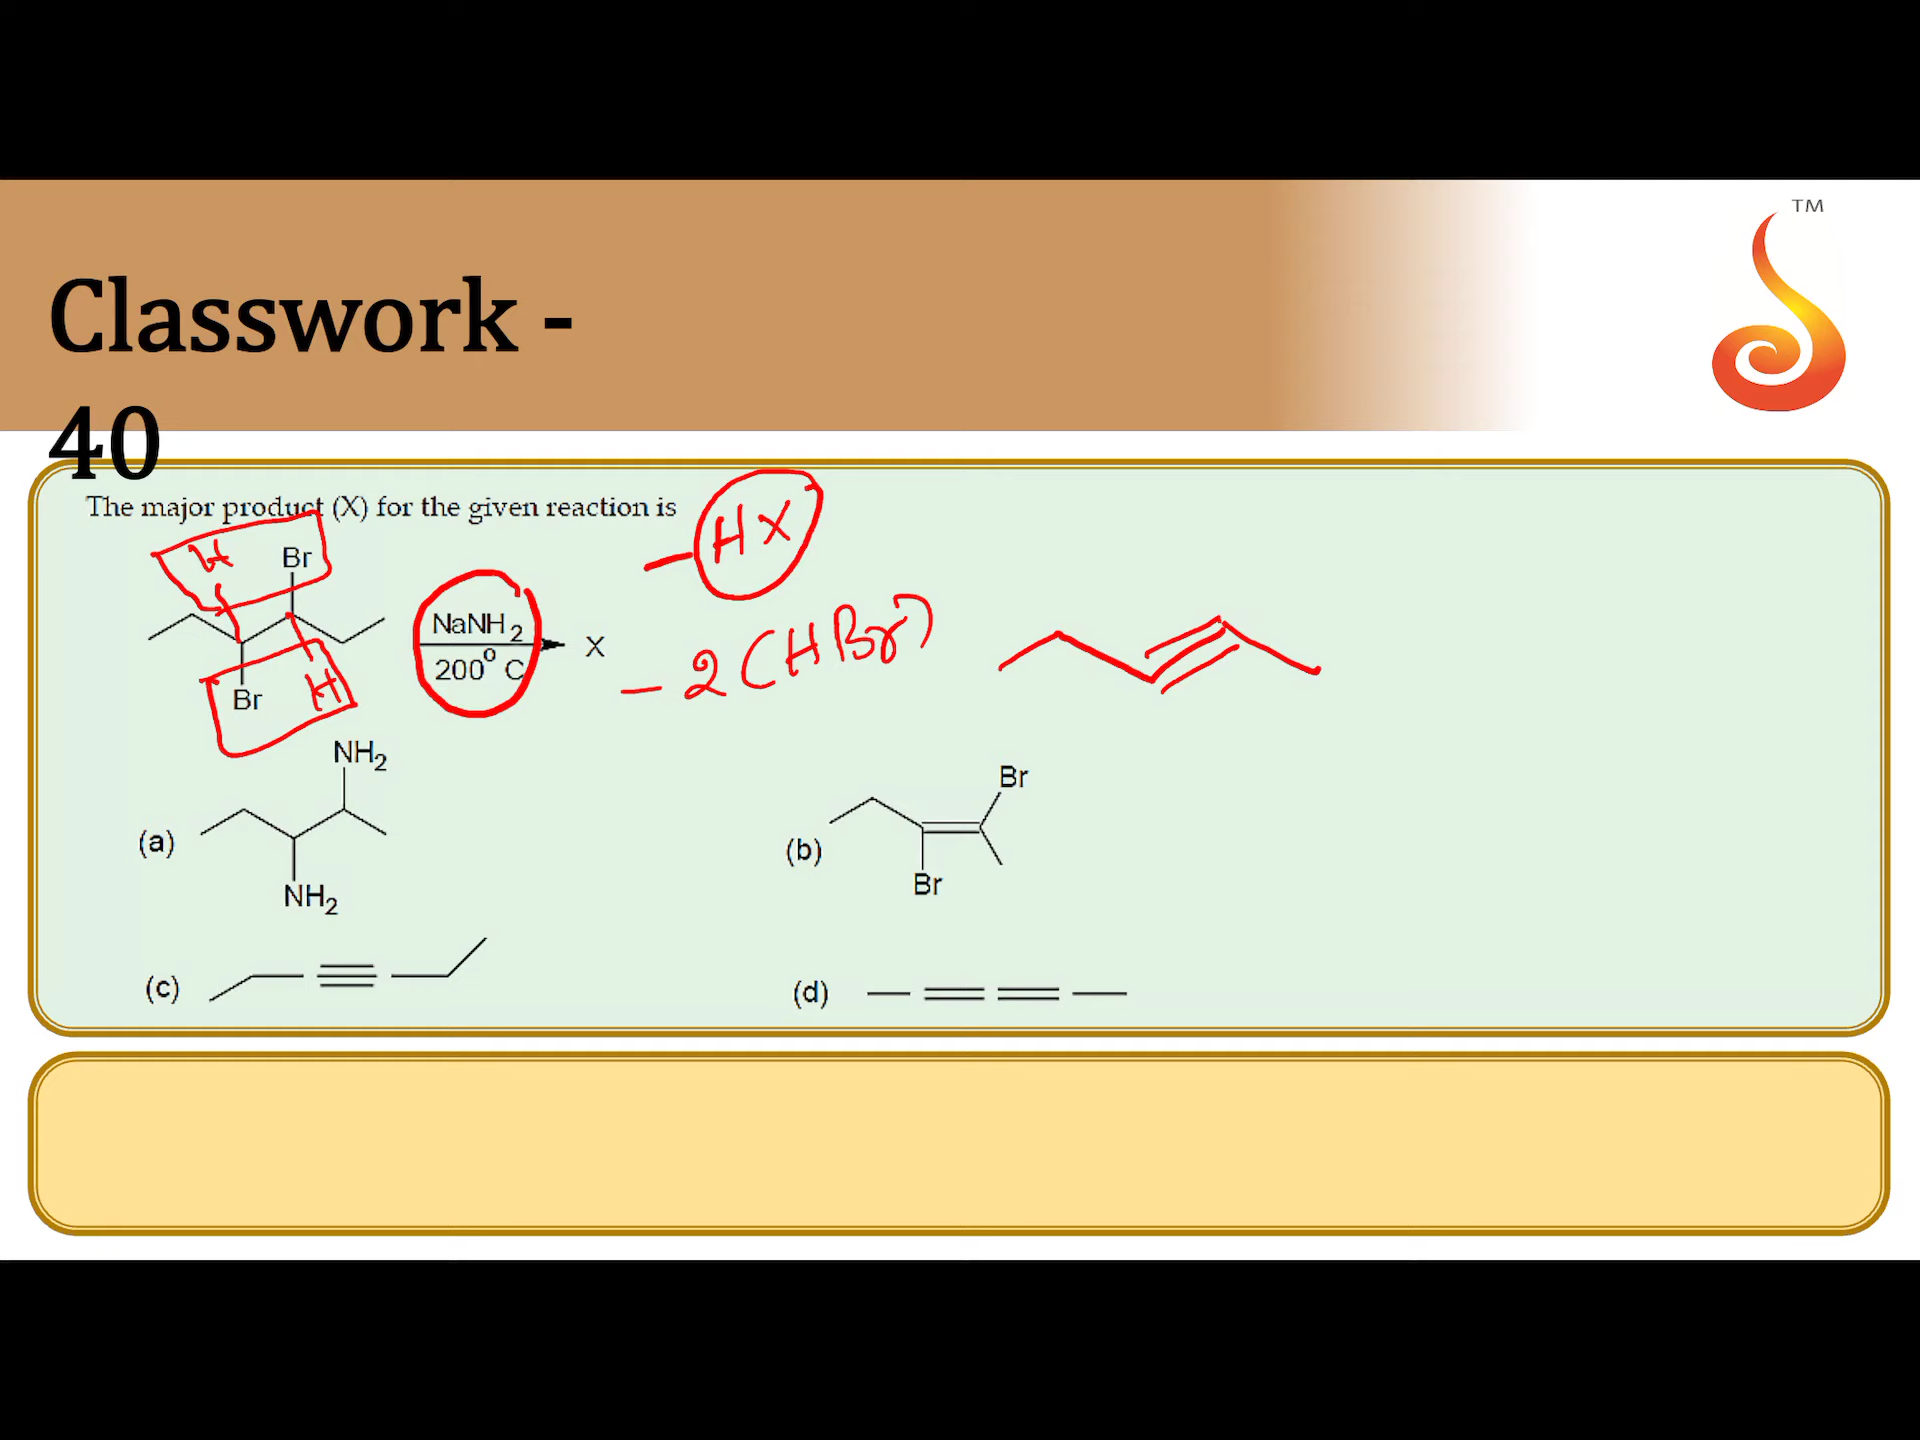 TM
Classwork -
40
The major product (X) for the given reaction is
- HX
H Br
NaNH2
200° C
X
- 2 (HBr)
Br H
NH2
(a)
NH2
Br
(b)
Br
(c)
(d)